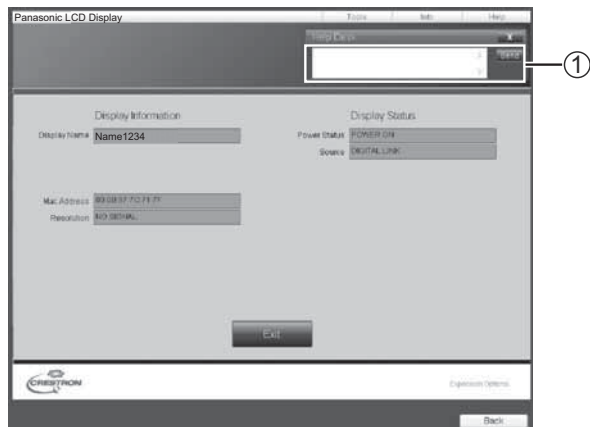 Panasonic LCD Display
Tools Info Help
Help Desk X
Send
①
Display Information Display Status
Display Name Name1234 Power Status POWER ON
Source DIGITAL LINK
Mac Address
Resolution NO SIGNAL
Exit
CRESTRON Expansion Options
Back